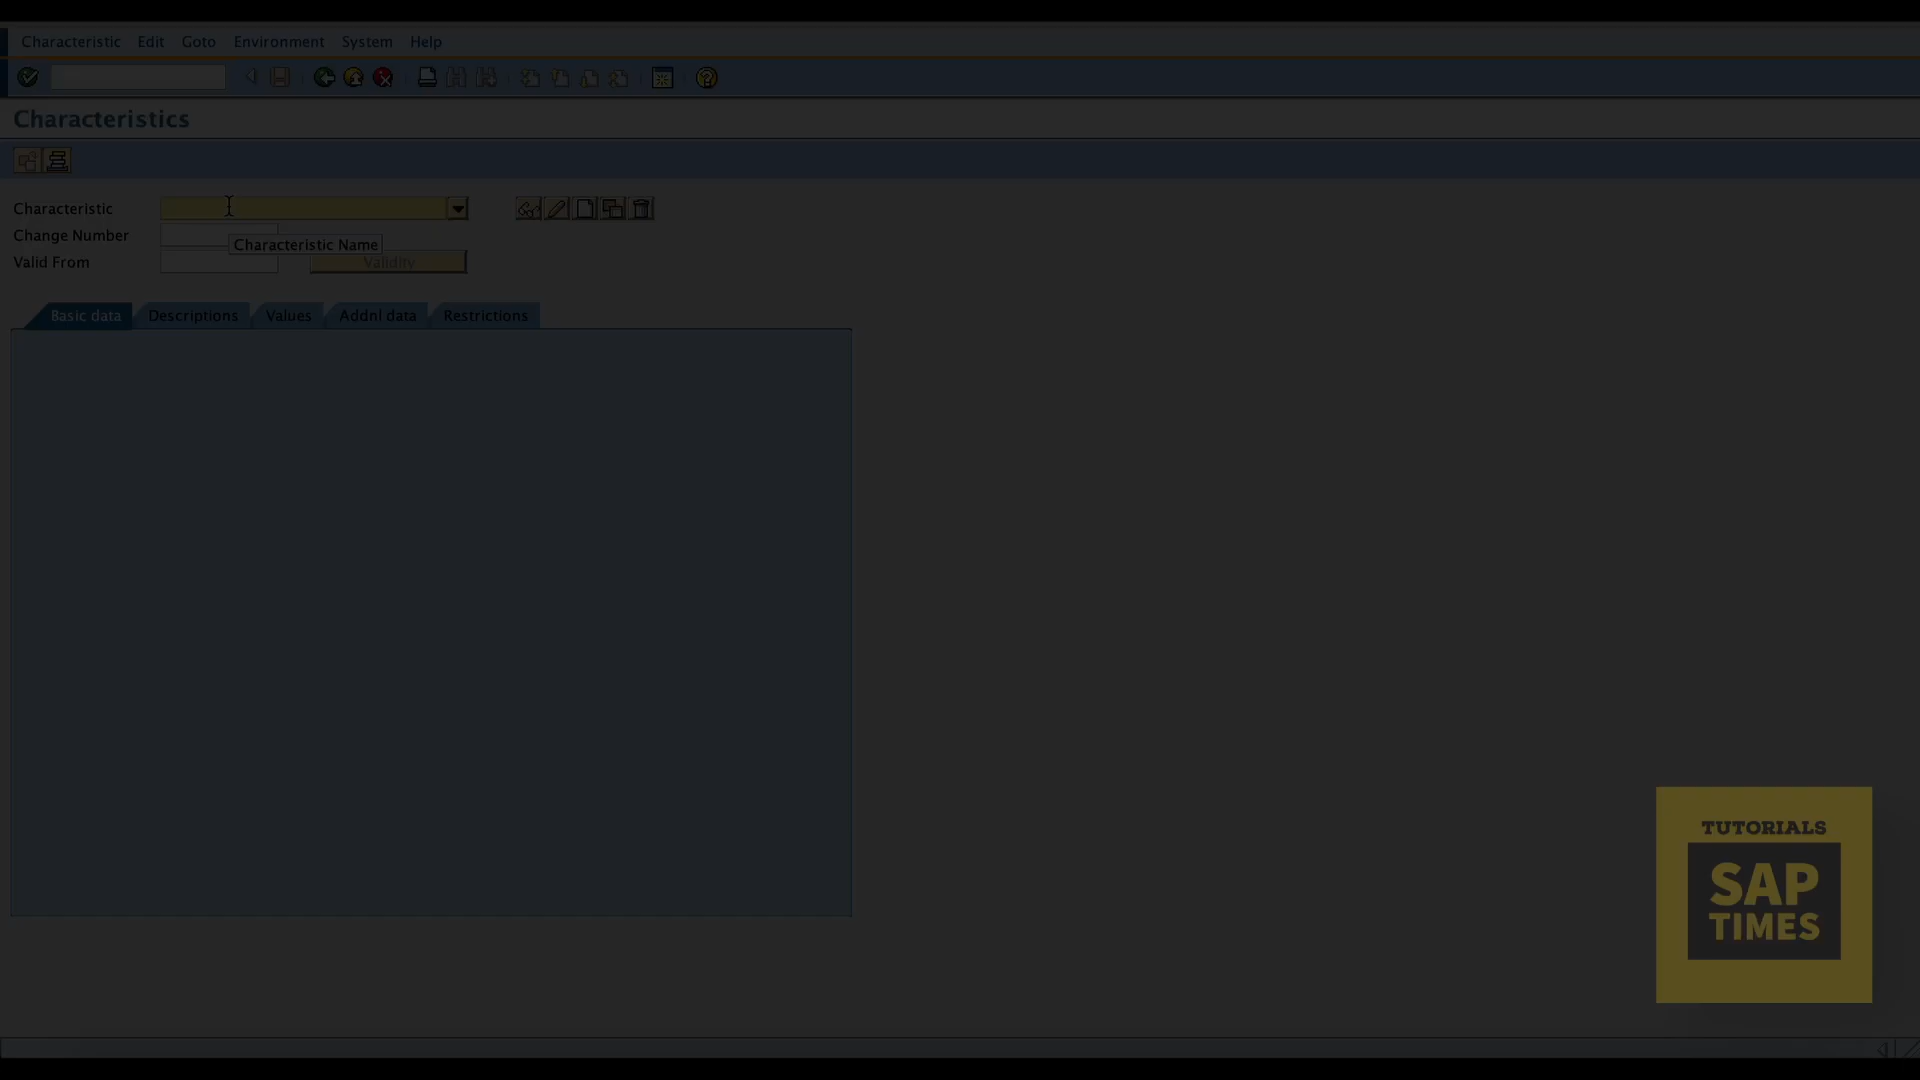 Characteristic Edit Goto Environment System Help
Characteristics
Characteristic
Change Number
Characteristic Name
Valid From Validity
Basic data Descriptions Values Addnl data Restrictions
TUTORIALS
SAP
TIMES